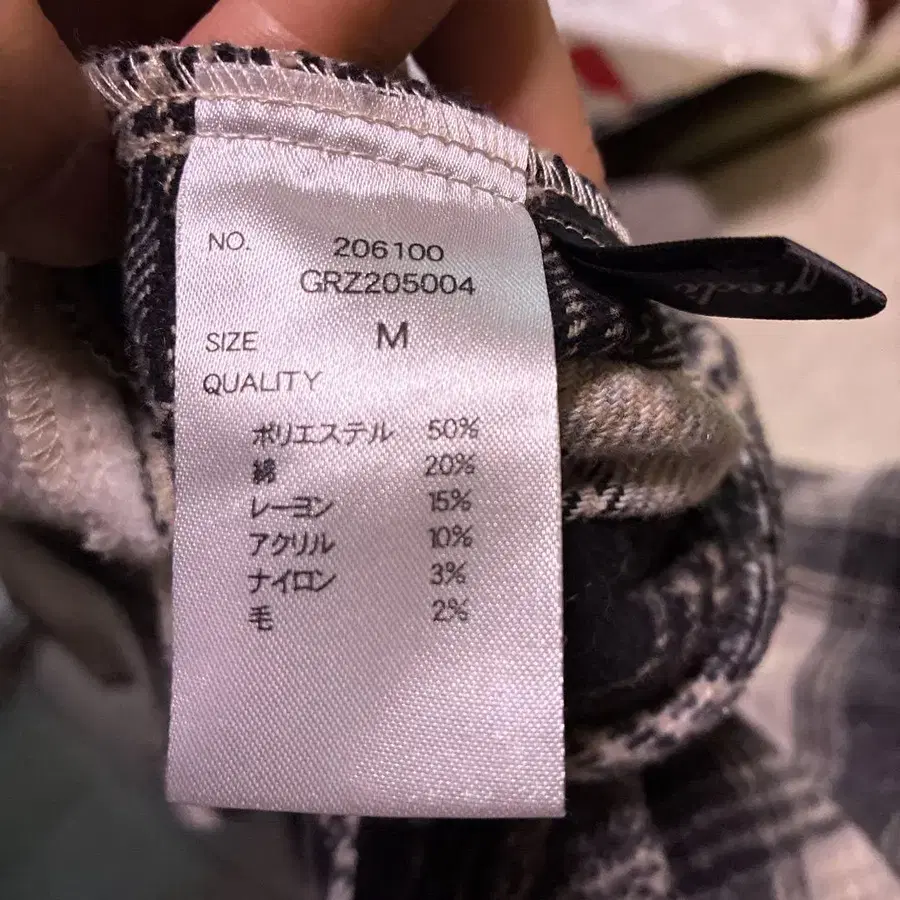 NO. 206100
GRZ205004
SIZE M
QUALITY
ポリエステル 50%
綿 20%
レーヨン 15%
アクリル 10%
ナイロン 3%
毛 2%